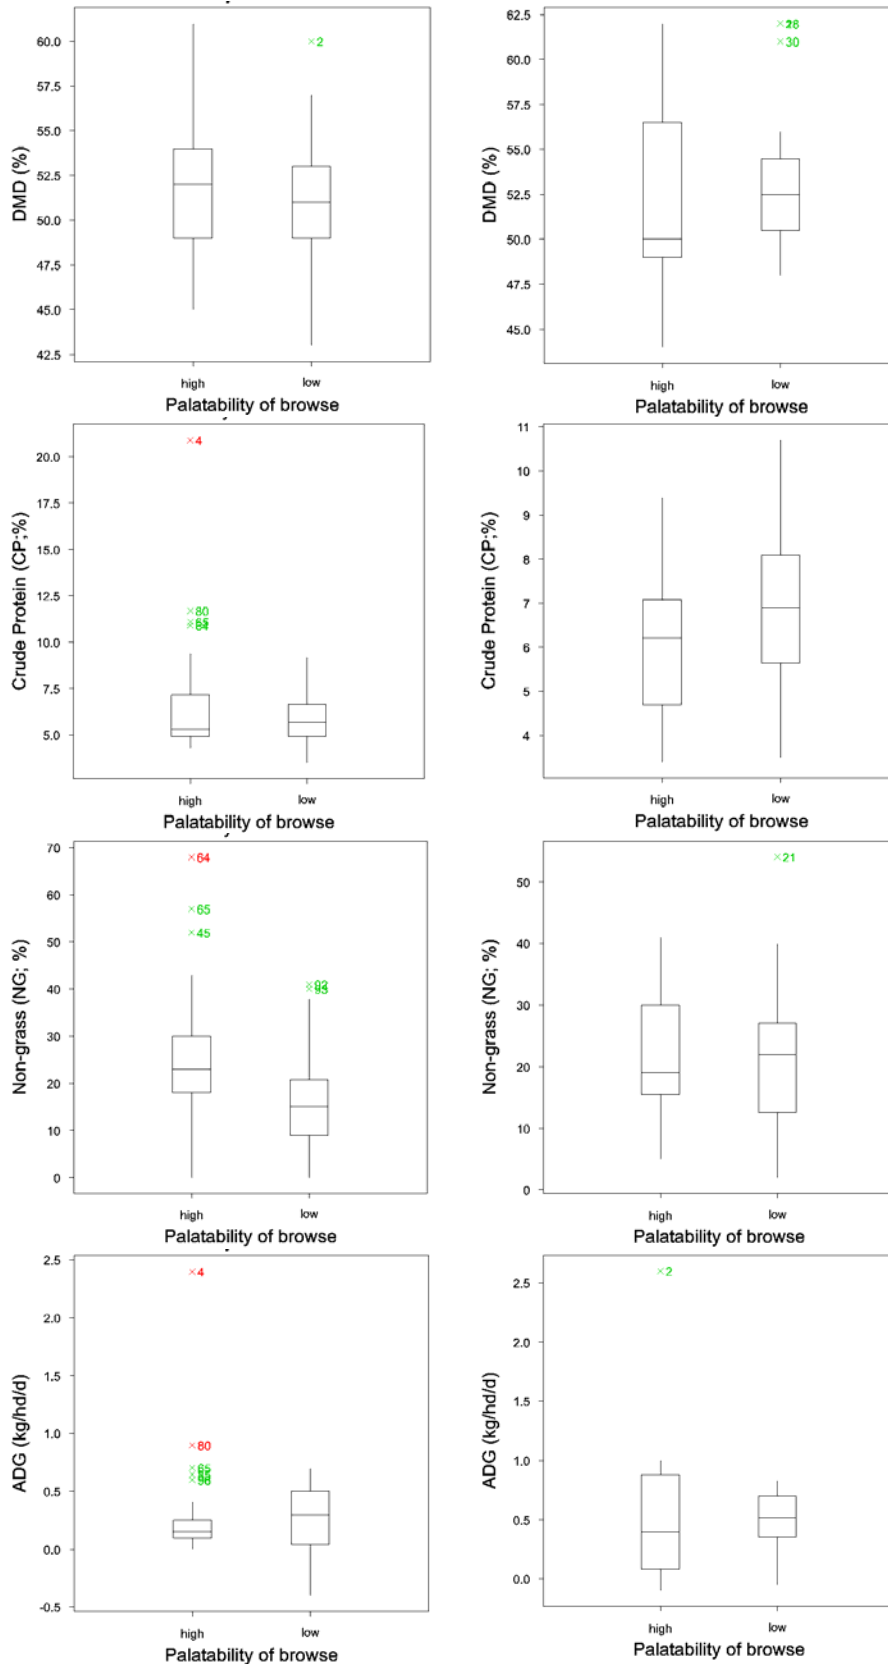 60.0
57.5
55.0
52.5
50.0
47.5
45.0
42.5
DMD (%)
2
high low
Palatability of browse
62.5
60.0
57.5
55.0
52.5
50.0
47.5
45.0
DMD (%)
30
high low
Palatability of browse
20.0
17.5
15.0
12.5
10.0
7.5
5.0
Crude Protein (CP;%)
4
80
high low
Palatability of browse
11
10
9
8
7
6
5
4
Crude Protein (CP;%)
high low
Palatability of browse
70
60
50
40
30
20
10
0
Non-grass (NG; %)
64
65
45
high low
Palatability of browse
50
40
30
20
10
0
Non-grass (NG; %)
21
high low
Palatability of browse
2.5
2.0
1.5
1.0
0.5
0.0
-0.5
ADG (kg/hd/d)
4
80
high low
Palatability of browse
2.5
2.0
1.5
1.0
0.5
0.0
ADG (kg/hd/d)
2
high low
Palatability of browse